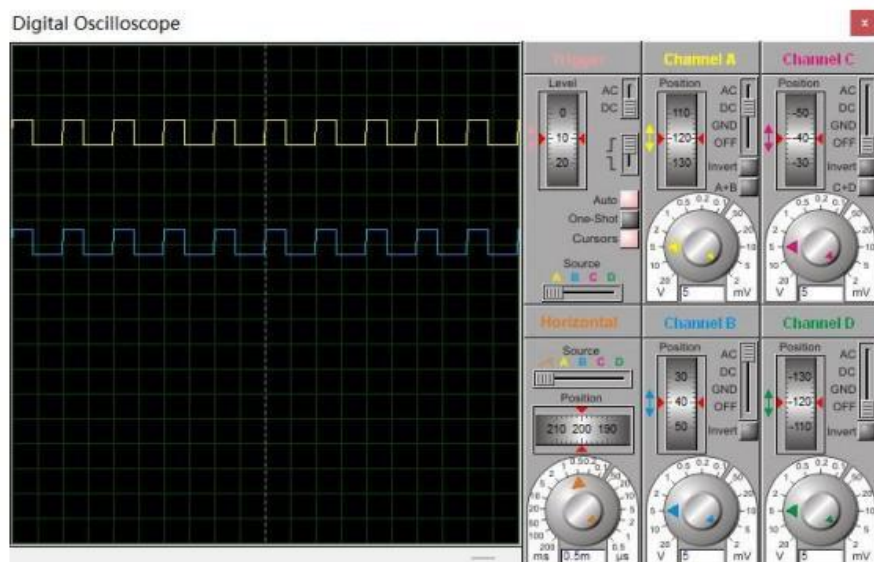 Digital Oscilloscope
x
Trigger
Level
AC
DC
0
10
20
Auto
One-Shot
Cursors
Source
A B C D
Channel A
Position
AC
DC
GND
OFF
110
120
130
Invert
A+B
V
5
mV
Channel C
Position
AC
DC
GND
OFF
-50
-40
-30
Invert
C+D
V
5
mV
Horizontal
Source
A B C D
Position
210 200 190
ms
0.5m
µs
Channel B
Position
AC
DC
GND
OFF
30
40
50
Invert
V
5
mV
Channel D
Position
AC
DC
GND
OFF
-130
-120
-110
Invert
V
5
mV